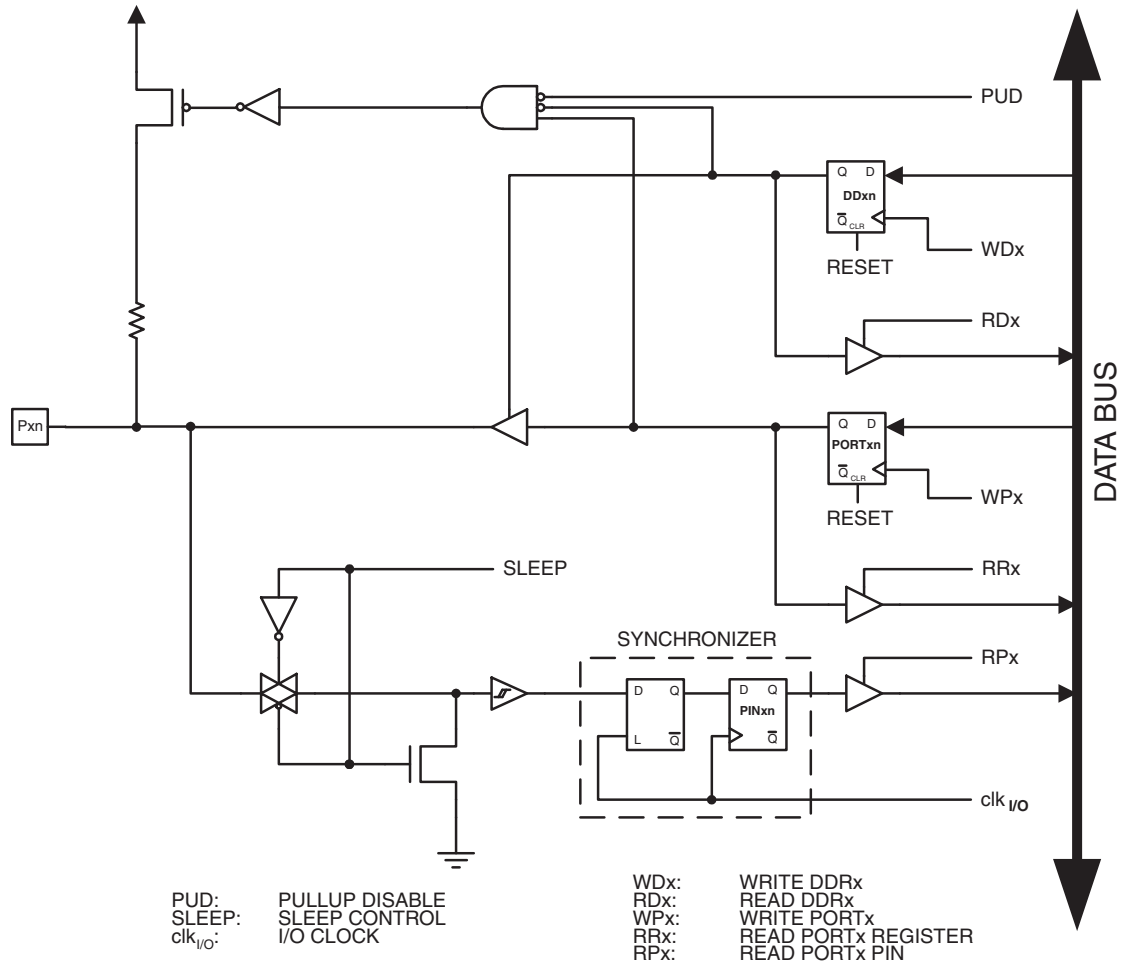 PUD
Q D
DDxn
Q CLR
WDx
RESET
RDx
Pxn
Q D
PORTxn
Q CLR
WPx
RESET
DATA BUS
SLEEP
RRx
SYNCHRONIZER
RPx
D Q
D Q
PINxn
L Q
Q
clk I/O
PUD: PULLUP DISABLE
SLEEP: SLEEP CONTROL
clkI/O: I/O CLOCK
WDx: WRITE DDRx
RDx: READ DDRx
WPx: WRITE PORTx
RRx: READ PORTx REGISTER
RPx: READ PORTx PIN